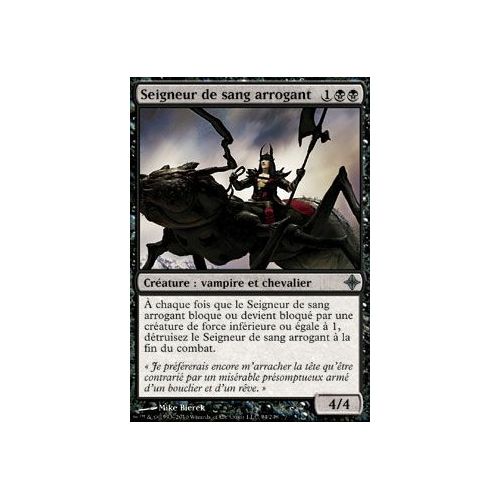 Seigneur de sang arrogant 1
Créature : vampire et chevalier
À chaque fois que le Seigneur de sang
arrogant bloque ou devient bloqué par une
créature de force inférieure ou égale à 1,
détruisez le Seigneur de sang arrogant à la
fin du combat.
« Je préférerais encore m'arracher la tête qu'être
contrarié par un misérable présomptueux armé
d'un bouclier et d'un rêve. »
Mike Bierek
4/4